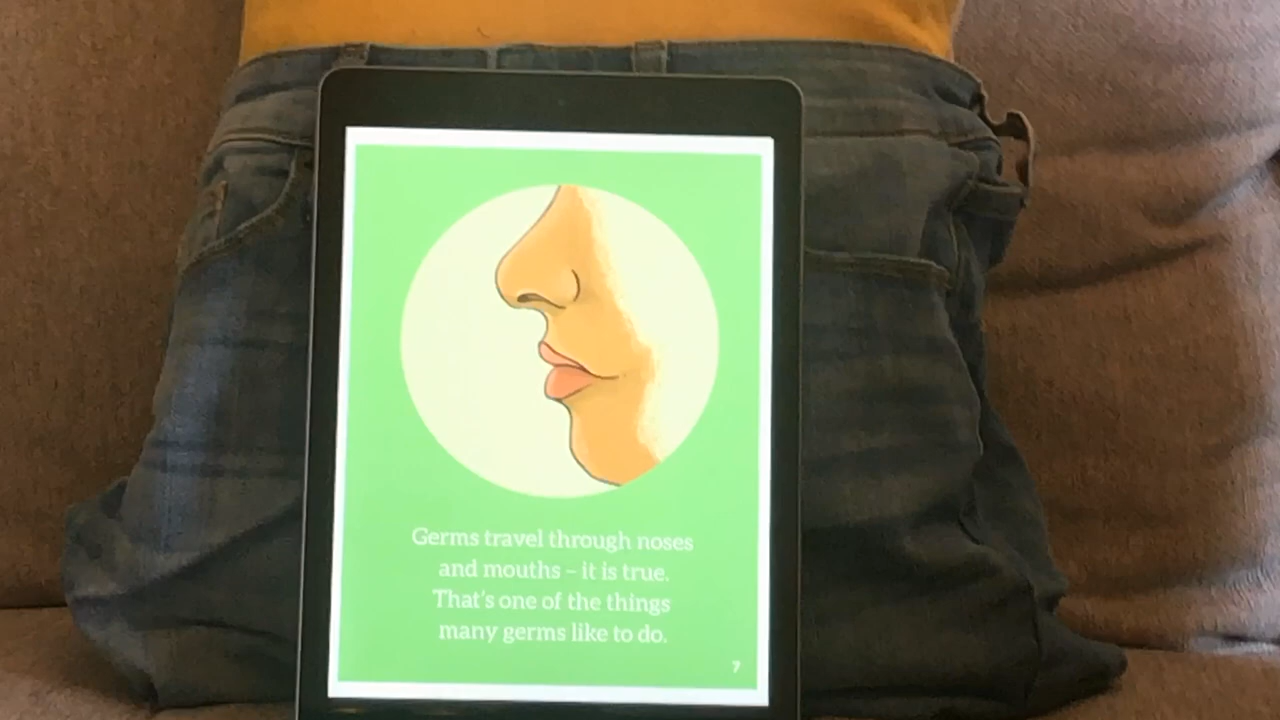 Germs travel through noses
and mouths – it is true.
That's one of the things
many germs like to do.
7